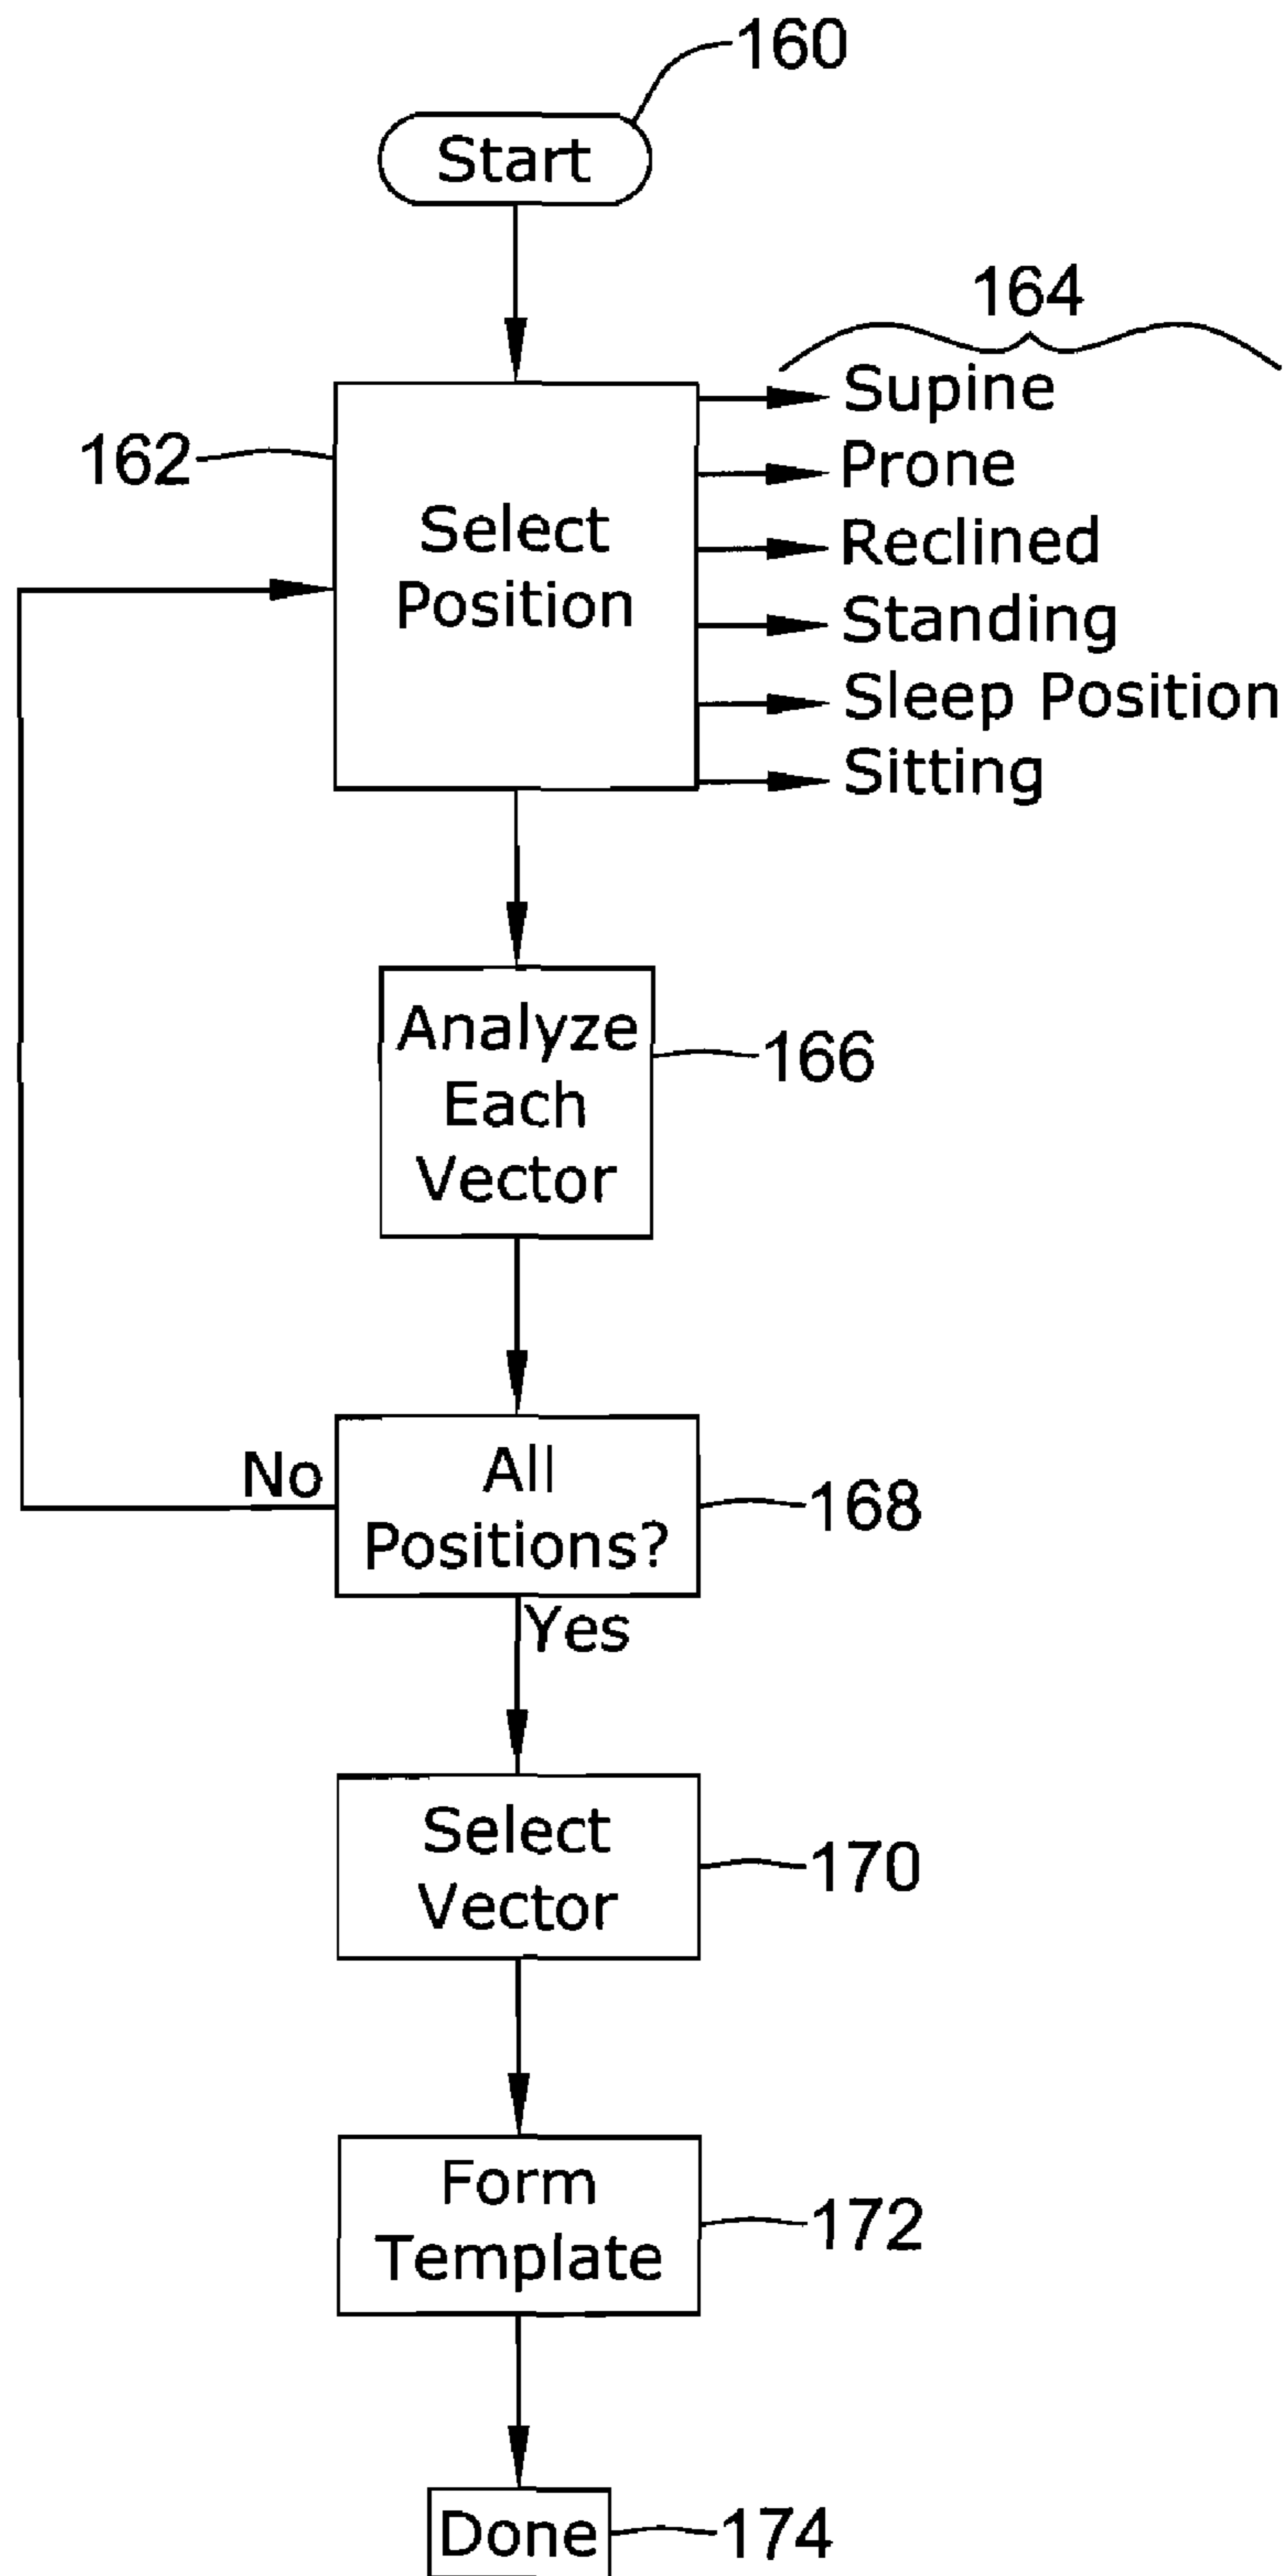 160
Start
164
Supine
162
Prone
Select
Position
Reclined
Standing
Sleep Position
Sitting
Analyze
Each
Vector
166
No
All
Positions?
168
Yes
Select
Vector
170
Form
Template
172
Done
174